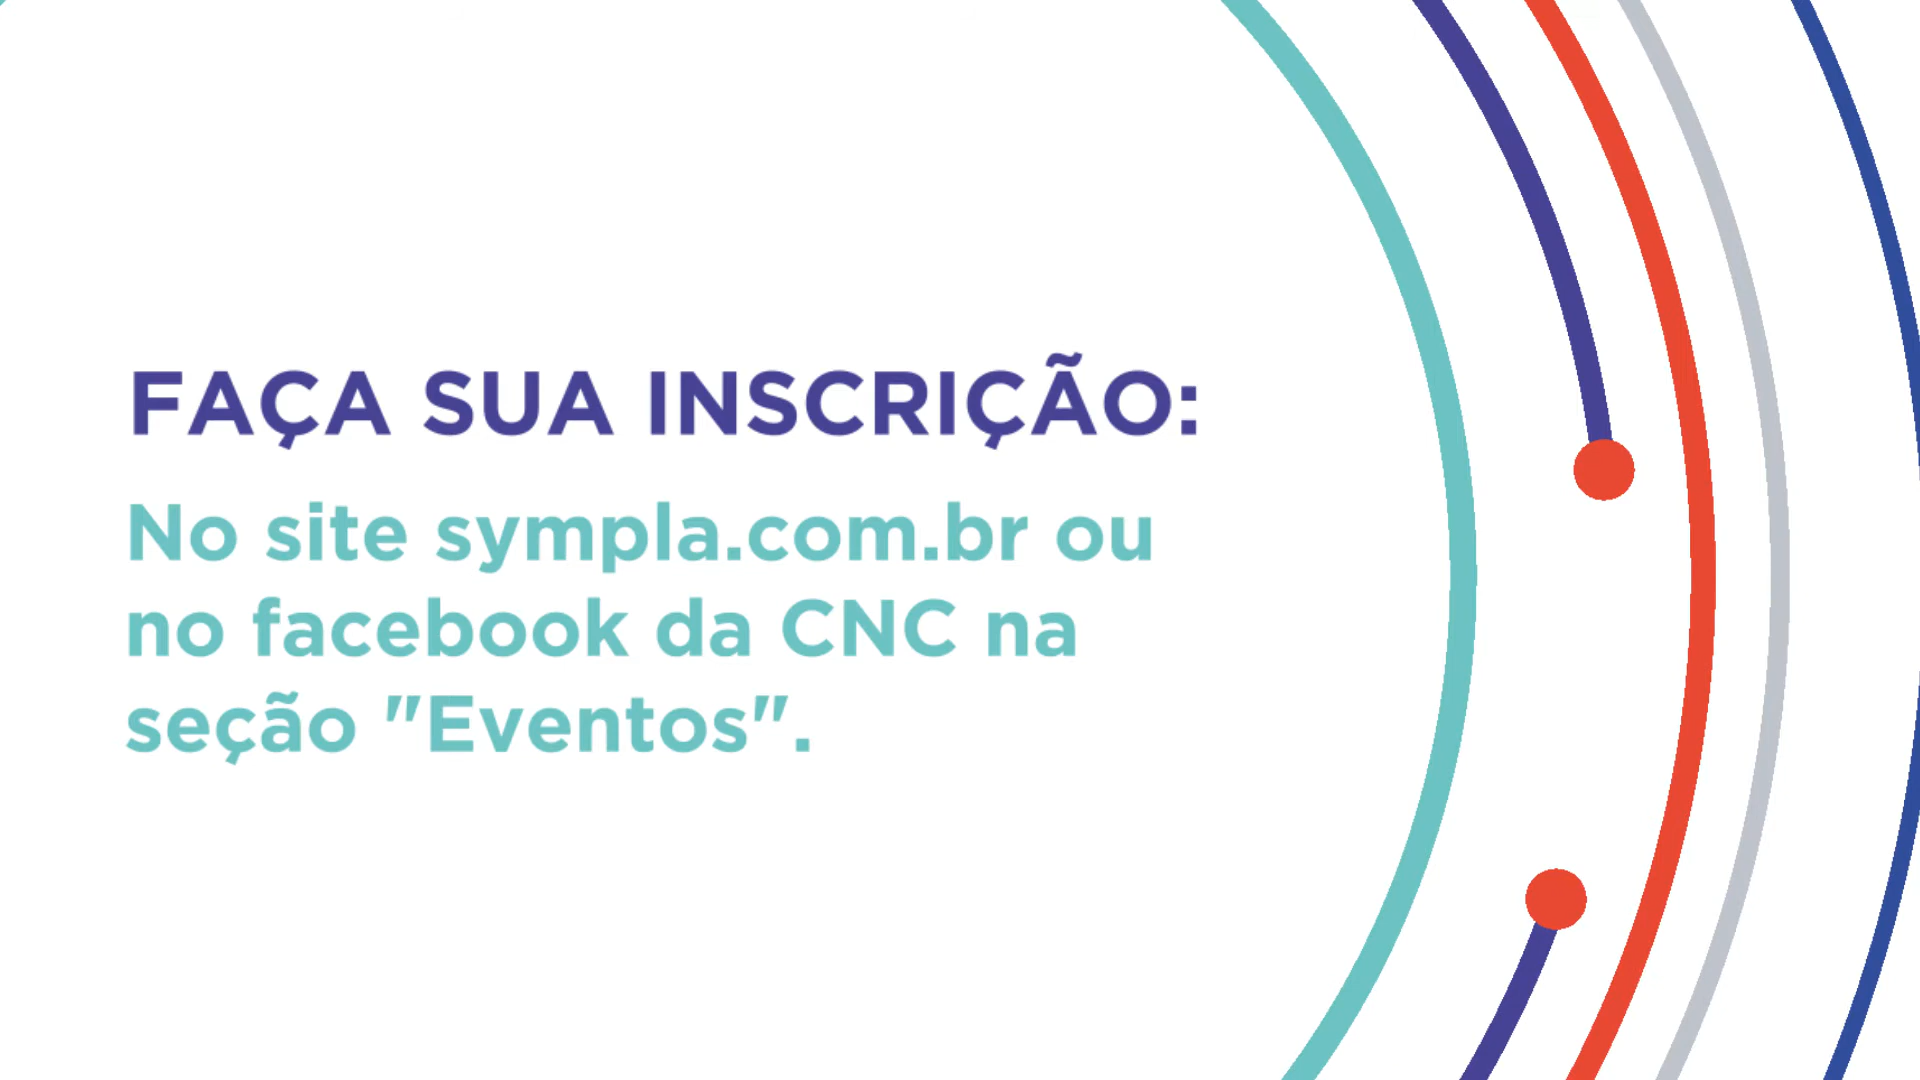 FAÇA SUA INSCRIÇÃO:
No site sympla.com.br ou
no facebook da CNC na
seção "Eventos".